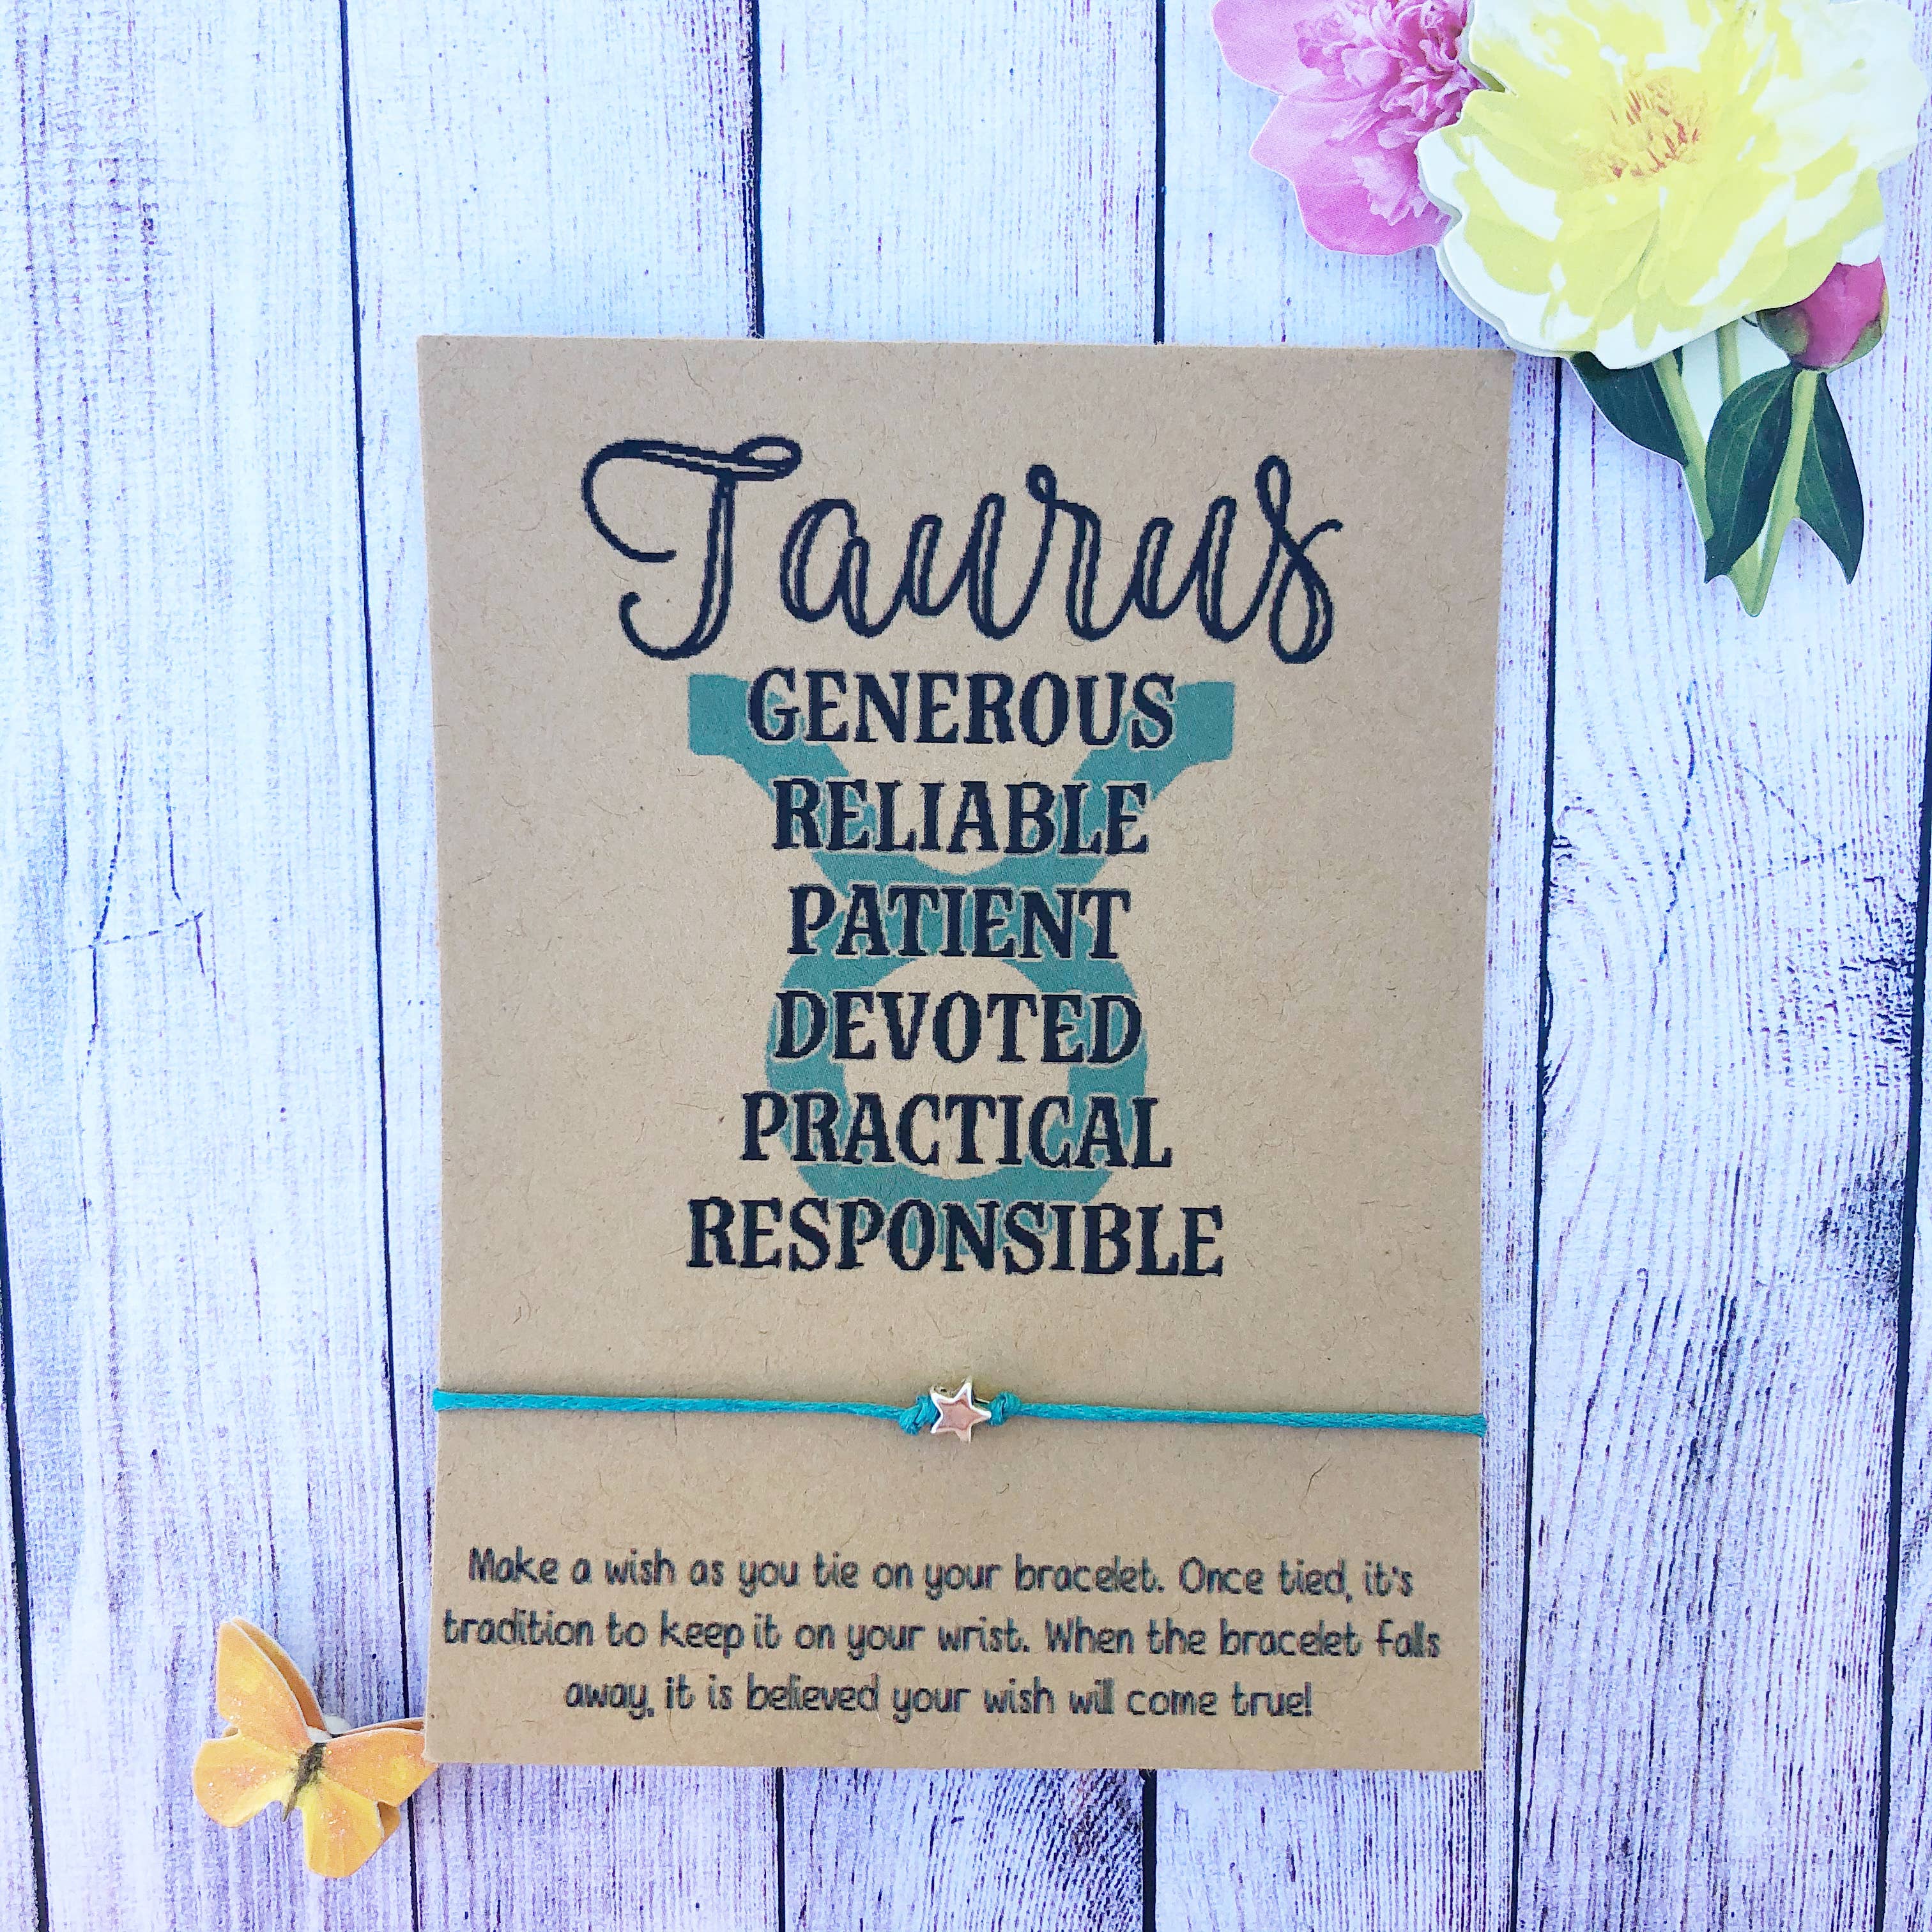 Taurus
GENEROUS
RELIABLE
PATIENT
DEVOTED
PRACTICAL
RESPONSIBLE
Make a wish as you tie on your bracelet. Once tied, it's
tradition to keep it on your wrist. When the bracelet falls
away, it is believed your wish will come true!